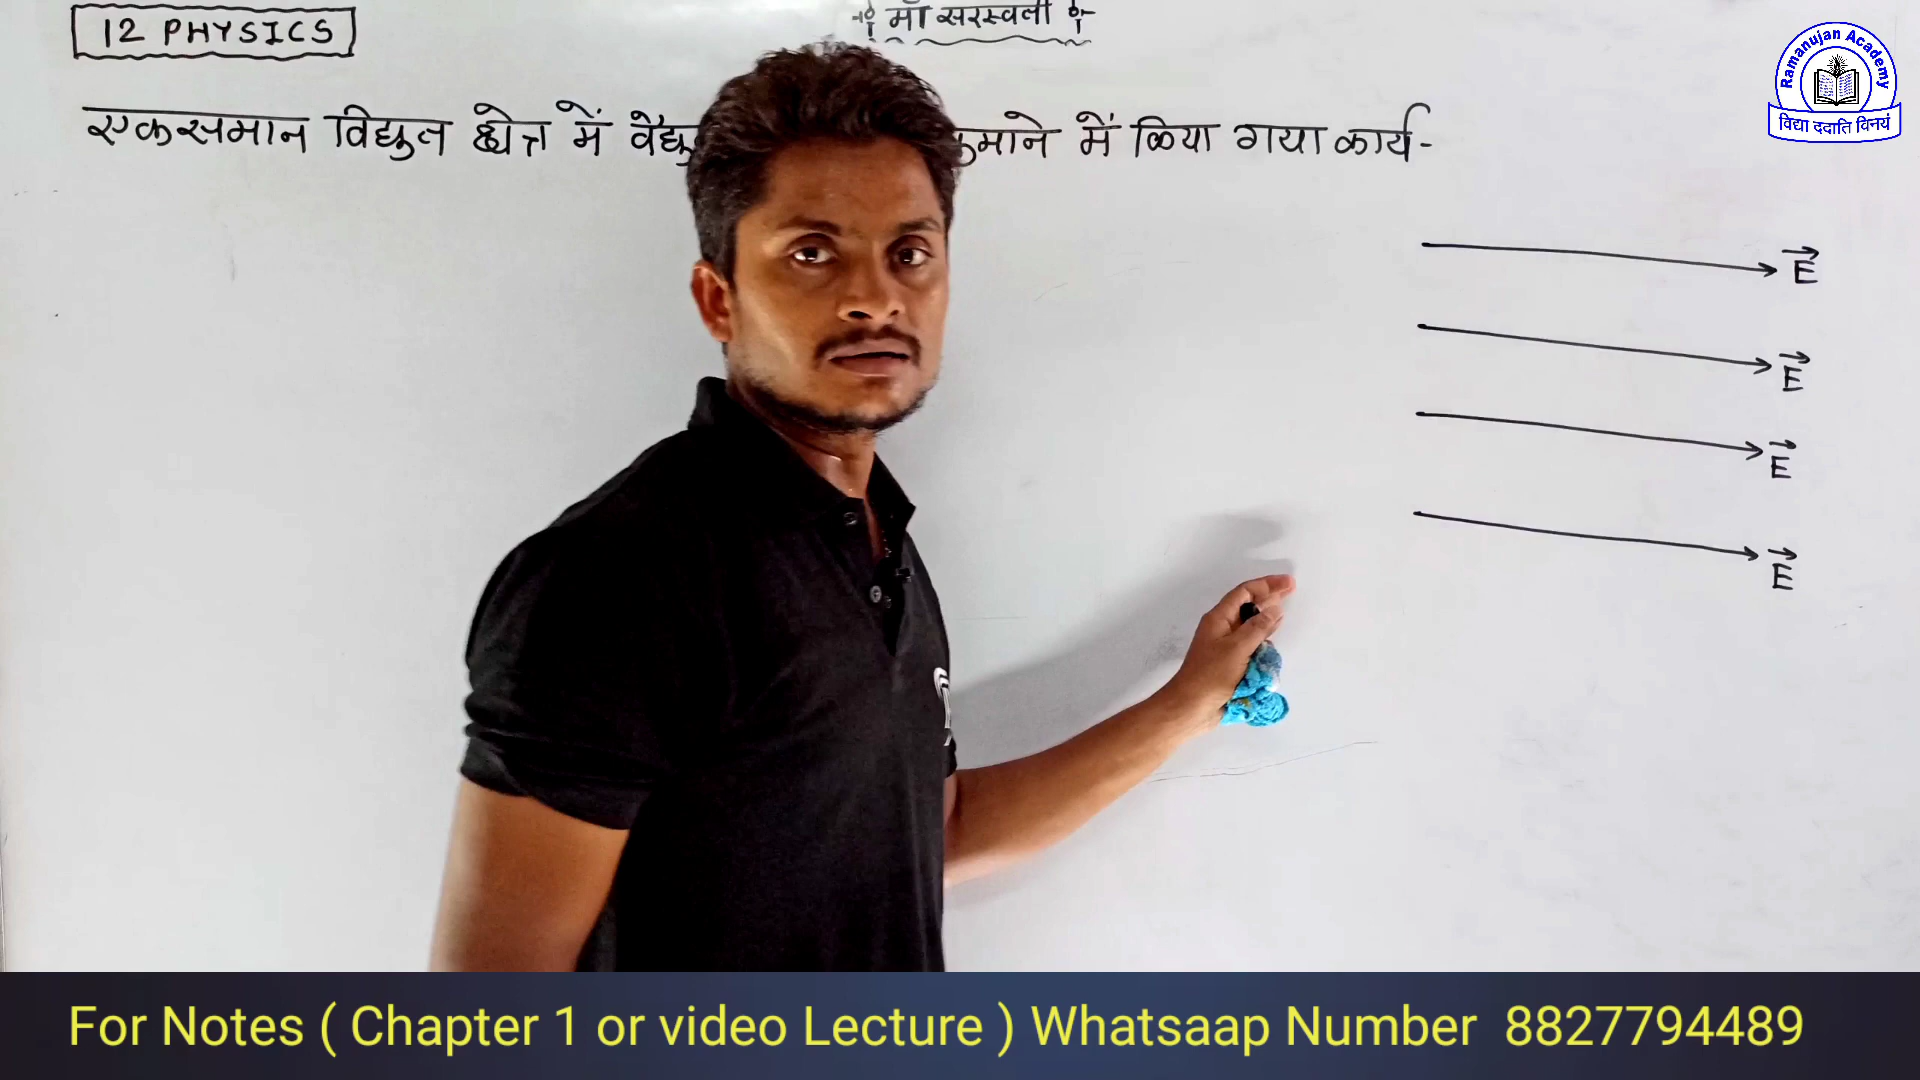 12 PHYSICS
माँ सरस्वती
एकसमान विद्युत क्षेत्र में वैद्यु माने में किया गया कार्य-
Ramanujan Academy
विद्या ददाति विनयं
E
E
E
E
For Notes ( Chapter 1 or video Lecture ) Whatsaap Number 8827794489